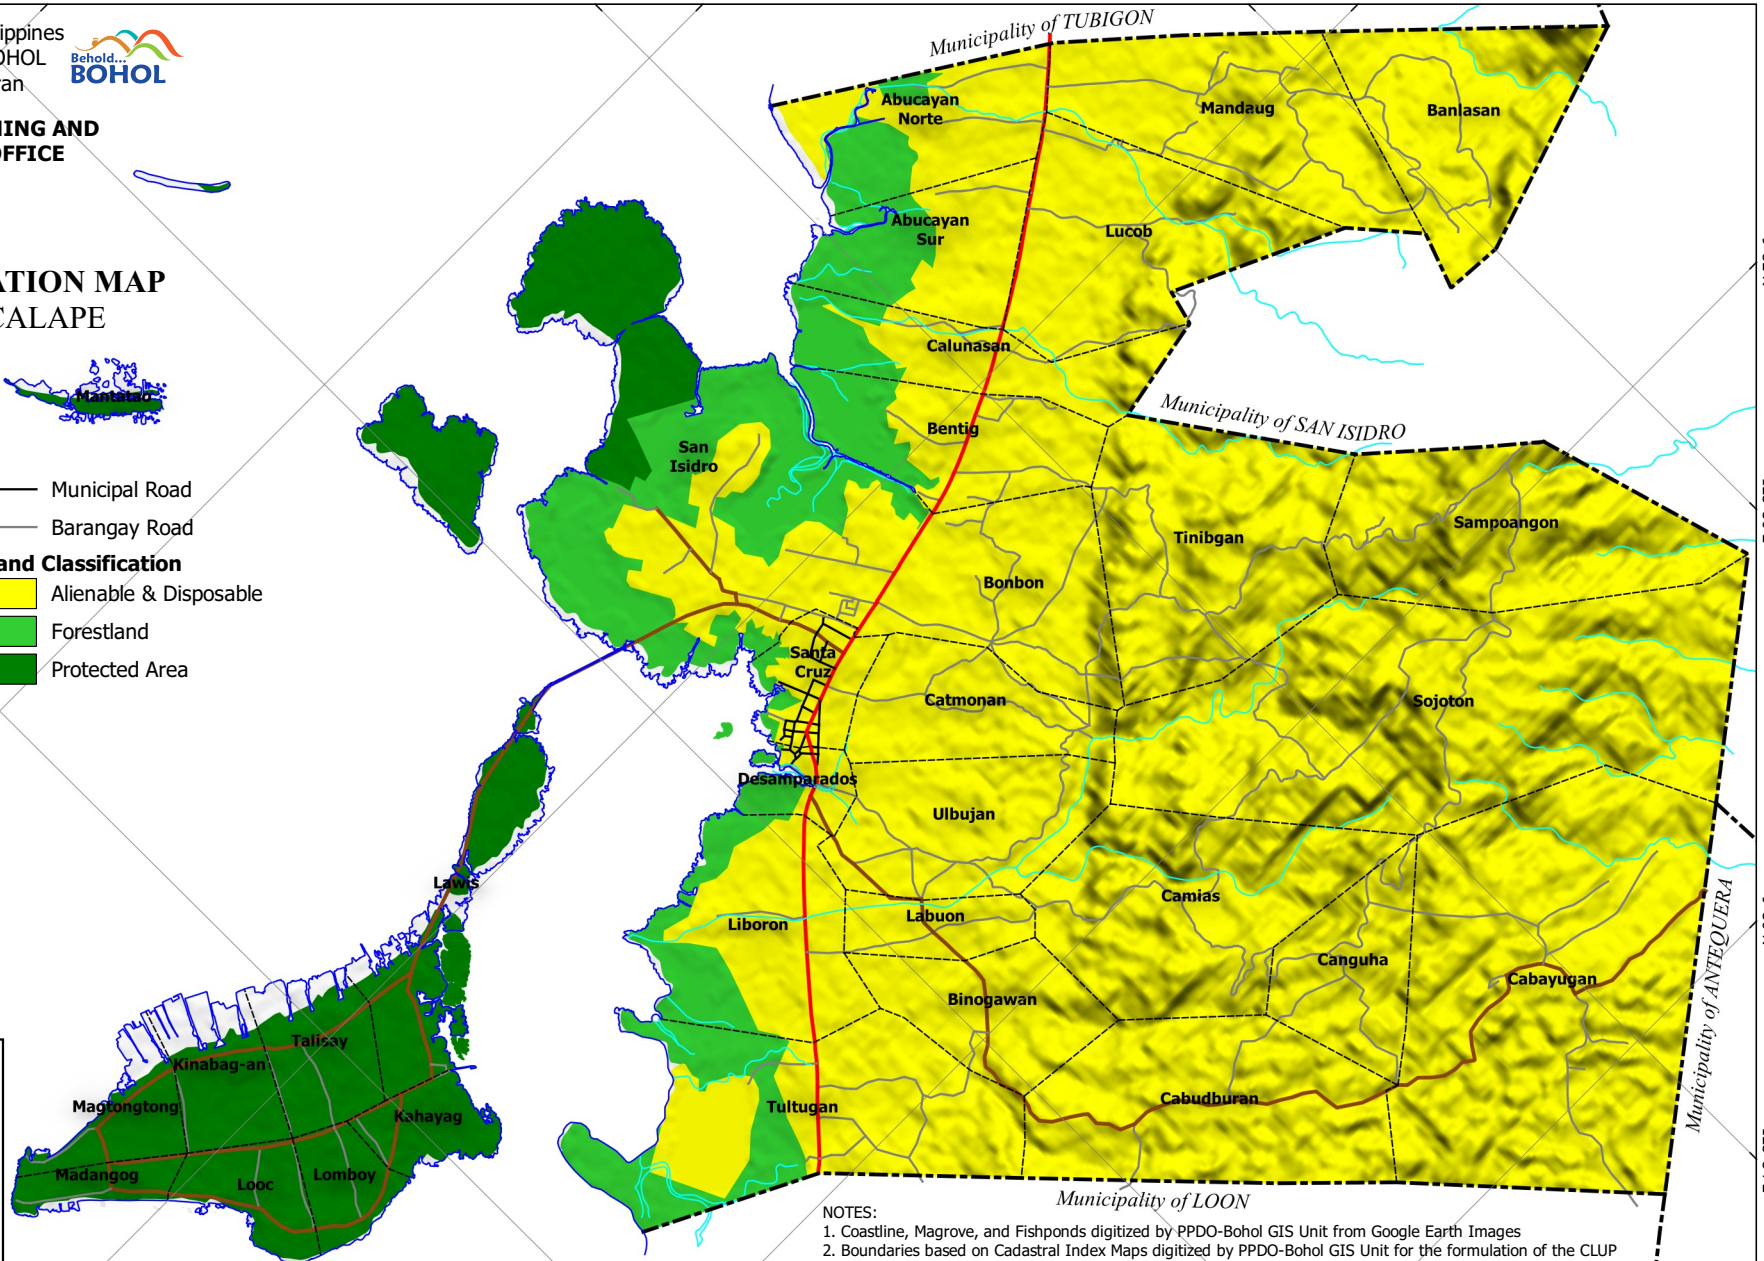 ippines
OHOL
an
Behold...
BOHOL
ING AND
OFFICE
ATION MAP
CALAPE
Mantatao
Municipal Road
Barangay Road
and Classification
Alienable & Disposable
Forestland
Protected Area
Municipality of TUBIGON
Abucayan
Norte
Mandaug
Banlasan
Abucayan
Sur
Lucob
Calunasan
Municipality of SAN ISIDRO
Bentig
San
Isidro
Tinibgan
Sampoangon
Bonbon
Santa
Cruz
Catmonan
Sojoton
Desamparados
Ulbujan
Lawis
Liboron
Labuon
Camias
Canguha
Cabayugan
Binogawan
Municipality of ANTEQUERA
Talisay
Kinabag-an
Magtongtong
Kahayag
Tultugan
Cabudburan
Madangog
Looc
Lomboy
Municipality of LOON
NOTES:
1. Coastline, Magrove, and Fishponds digitized by PPDO-Bohol GIS Unit from Google Earth Images
2. Boundaries based on Cadastral Index Maps digitized by PPDO-Bohol GIS Unit for the formulation of the CLUP